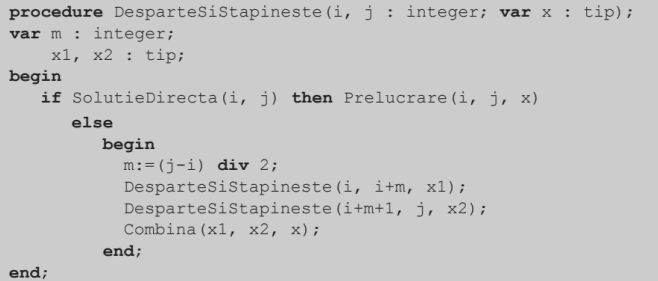 procedure DesparteSiStapineste(i, j : integer; var x : tip);
var m : integer;
    x1, x2 : tip;
begin
   if SolutieDirecta(i, j) then Prelucrare(i, j, x)
      else
         begin
           m:=(j-i) div 2;
           DesparteSiStapineste(i, i+m, x1);
           DesparteSiStapineste(i+m+1, j, x2);
           Combina(x1, x2, x);
         end;
end;